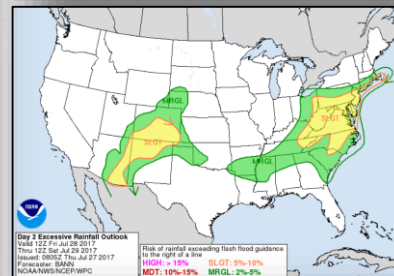 MRGL
SLGT
SLGT
MRGL
NOAA
Day 2 Excessive Rainfall Outlook
Valid 12Z Fri Jul 28 2017
Thru 12Z Sat Jul 29 2017
Issued: 0805Z Thu Jul 27 2017
Forecaster: BANN
NOAA/NWS/NCEP/WPC
Risk of rainfall exceeding flash flood guidance
to the right of a line
HIGH: > 15% SLGT: 5%-10%
MDT: 10%-15% MRGL: 2%-5%